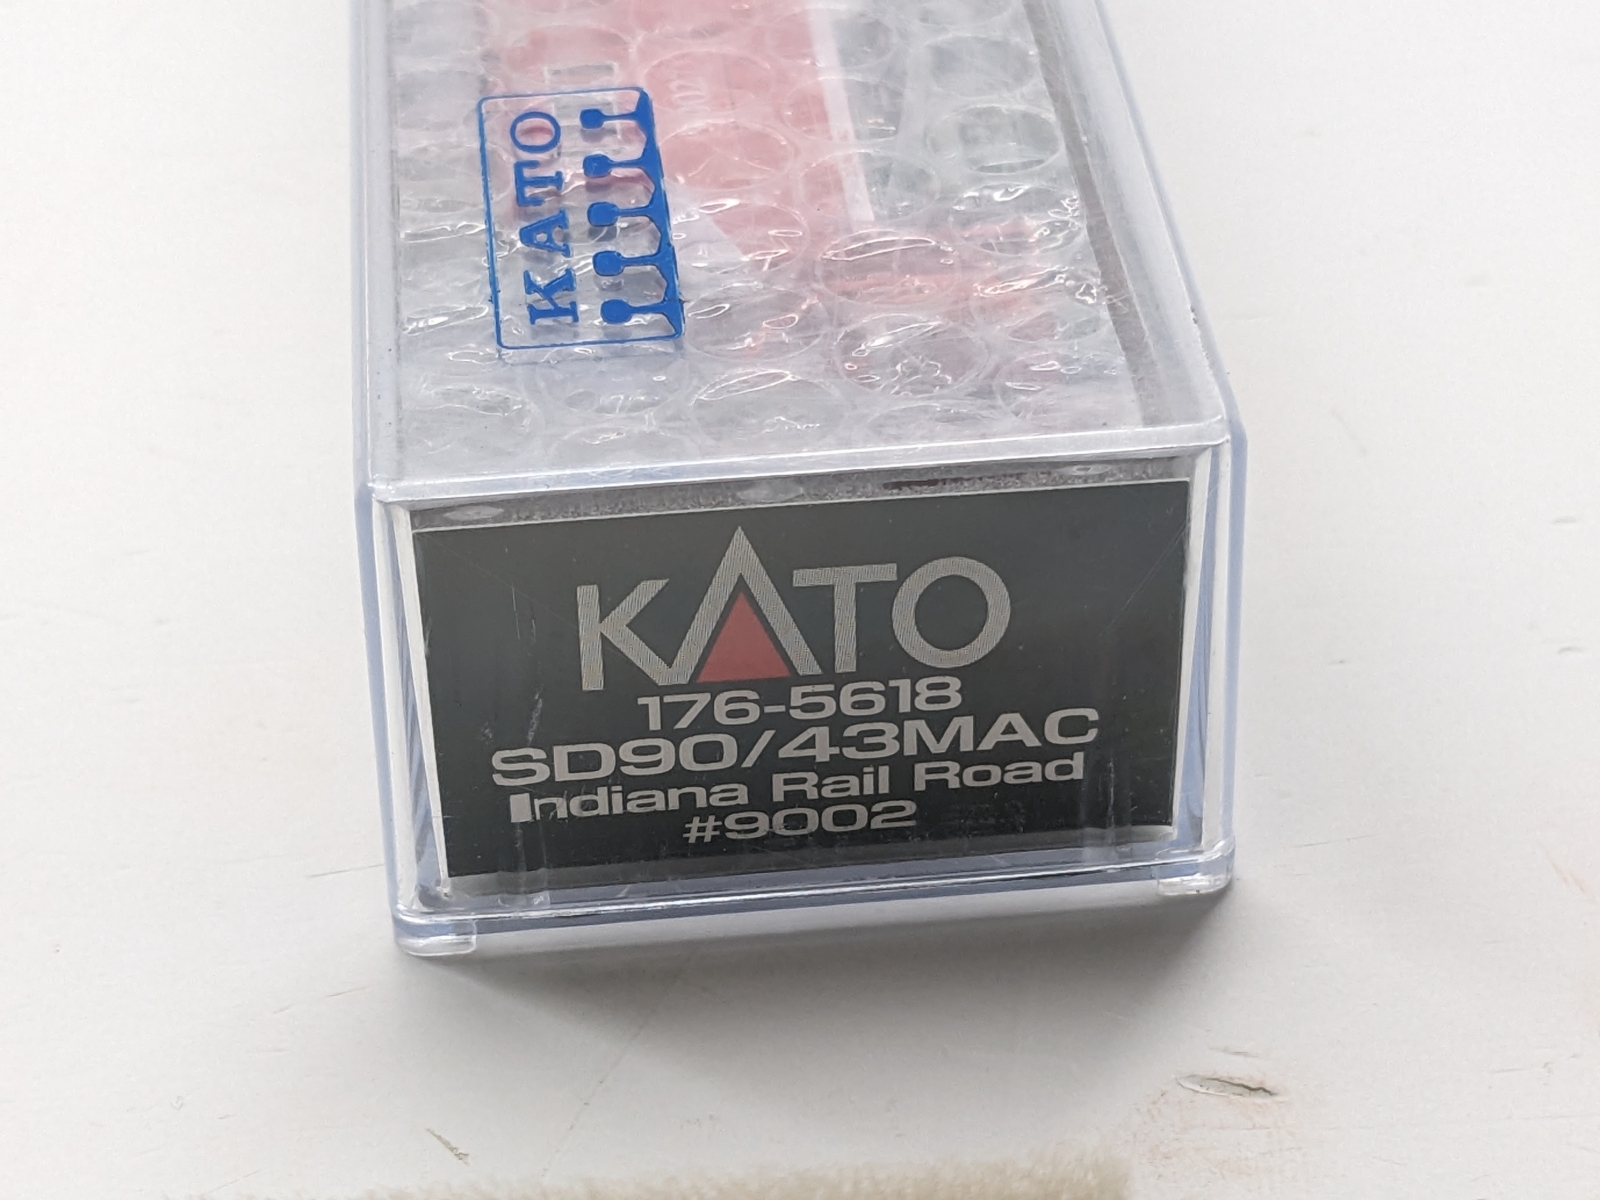 KATO
KATO
176-5618
SD90/43MAC
Indiana Rail Road
#9002